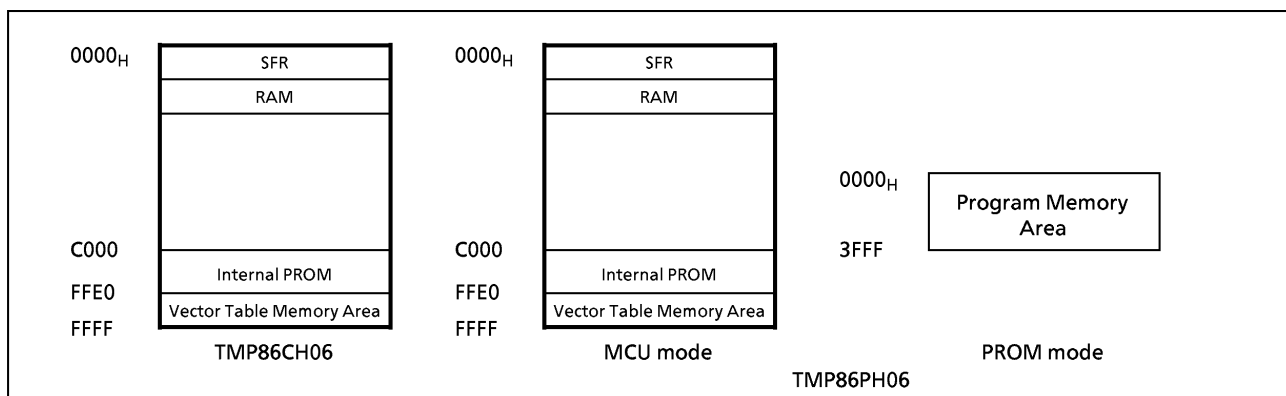 0000H
SFR
RAM
C000
Internal PROM
FFE0
Vector Table Memory Area
FFFF
TMP86CH06
0000H
SFR
RAM
C000
Internal PROM
FFE0
Vector Table Memory Area
FFFF
MCU mode
0000H
Program Memory
Area
3FFF
PROM mode
TMP86PH06